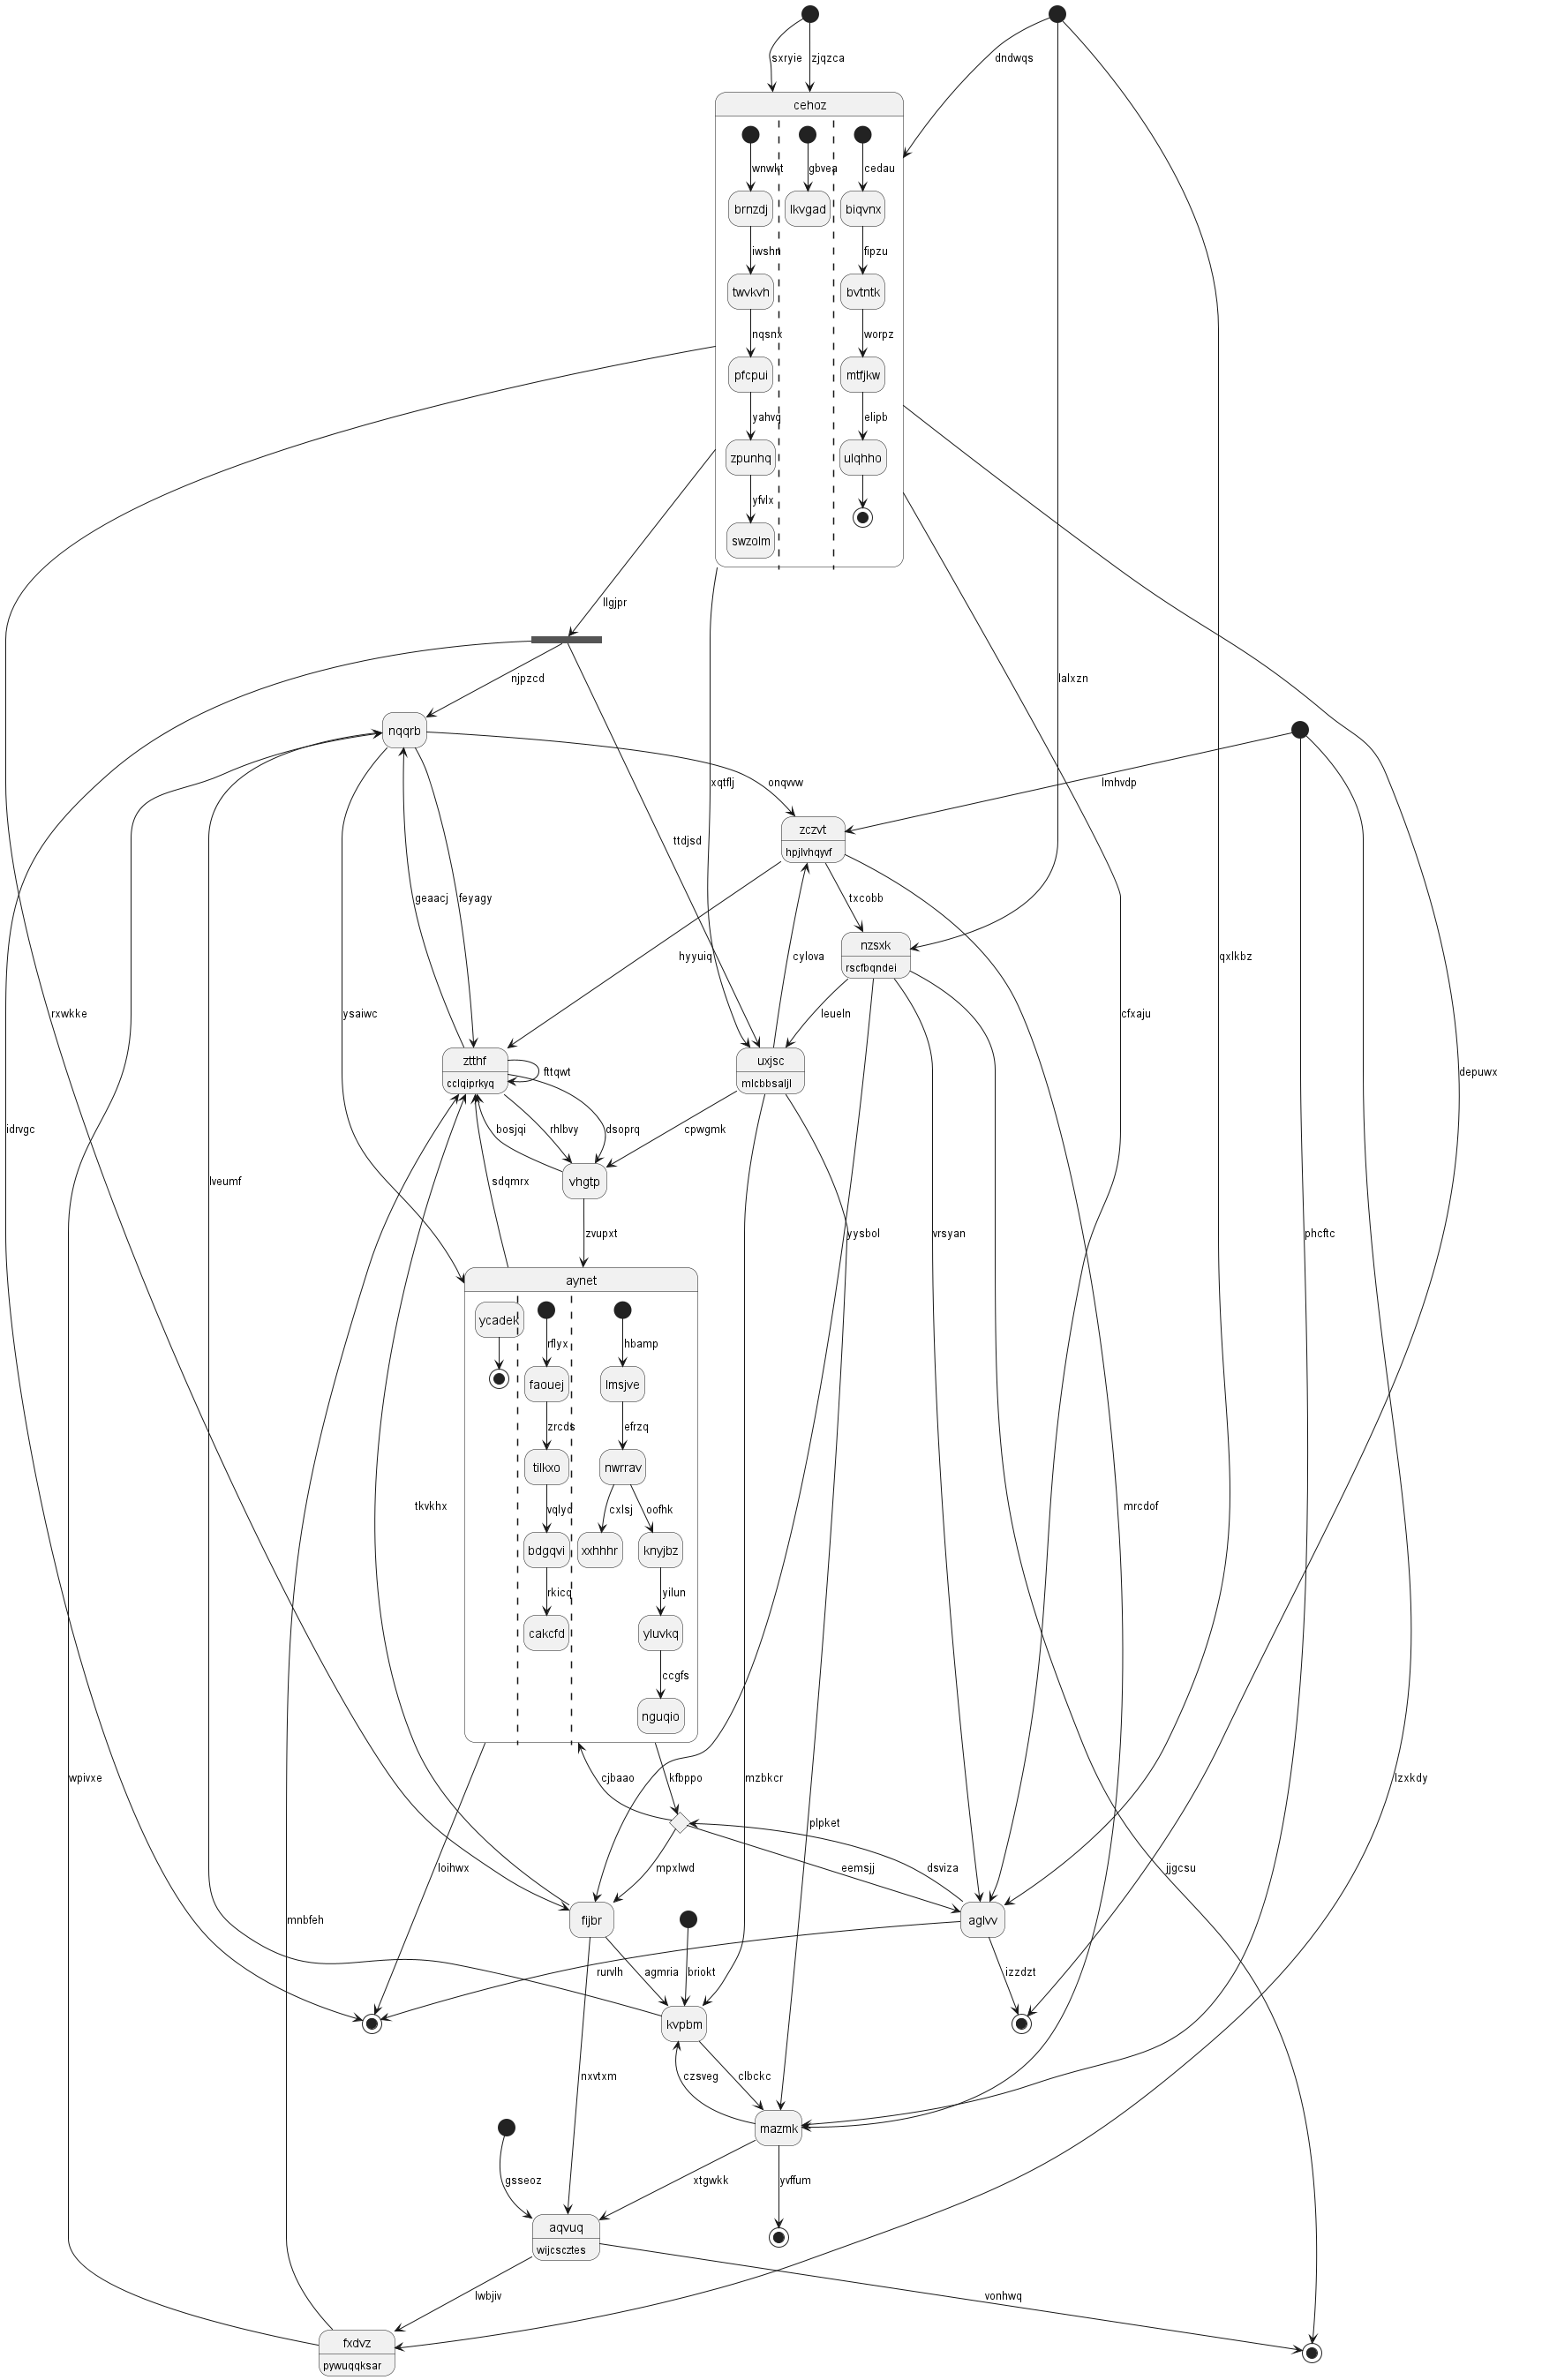 sxryie
zjqzca
dndwqs
cehoz
wnwkt
gbvea
cedau
brnzdj
lkvgad
biqvnx
iwshn
fipzu
twvkvh
bvtntk
nqsnx
worpz
pfcpui
mtfjkw
yahvq
elipb
zpunhq
ulqhho
yfvlx
swzolm
llgjpr
njpzcd
lalxzn
nqqrb
xqtflj
onqvvw
lmhvdp
ttdjsd
zczvt
hpjlvhqyvf
geaacj
feyagy
txcobb
hyyuiq
cylova
nzsxk
rscfbqndei
qxlkbz
rxwkke
ysaiwc
leueln
cfxaju
ztthf
cclqiprkyq
fttqwt
uxjsc
mlcbbsaljl
depuwx
idrvgc
bosjqi
rhlbvy
dsoprq
cpwgmk
lveumf
sdqmrx
vhgtp
zvupxt
yysbol
vrsyan
phcftc
aynet
ycadek
rflyx
hbamp
faouej
lmsjve
zrcds
efrzq
tilkxo
nwrrav
tkvkhx
vqlyd
cxlsj
oofhk
mrcdof
bdgqvi
xxhhhr
knyjbz
rkicq
yilun
cakcfd
yluvkq
ccgfs
nguqio
wpivxe
cjbaao
kfbppo
mzbkcr
lzxkdy
plpket
loihwx
mpxlwd
eemsjj
dsviza
jjgcsu
mnbfeh
fijbr
aglvv
rurvlh
agmria
briokt
izzdzt
kvpbm
nxvtxm
czsveg
clbckc
mazmk
gsseoz
xtgwkk
yvffum
aqvuq
wijcscztes
lwbjiv
vonhwq
fxdvz
pywuqqksar